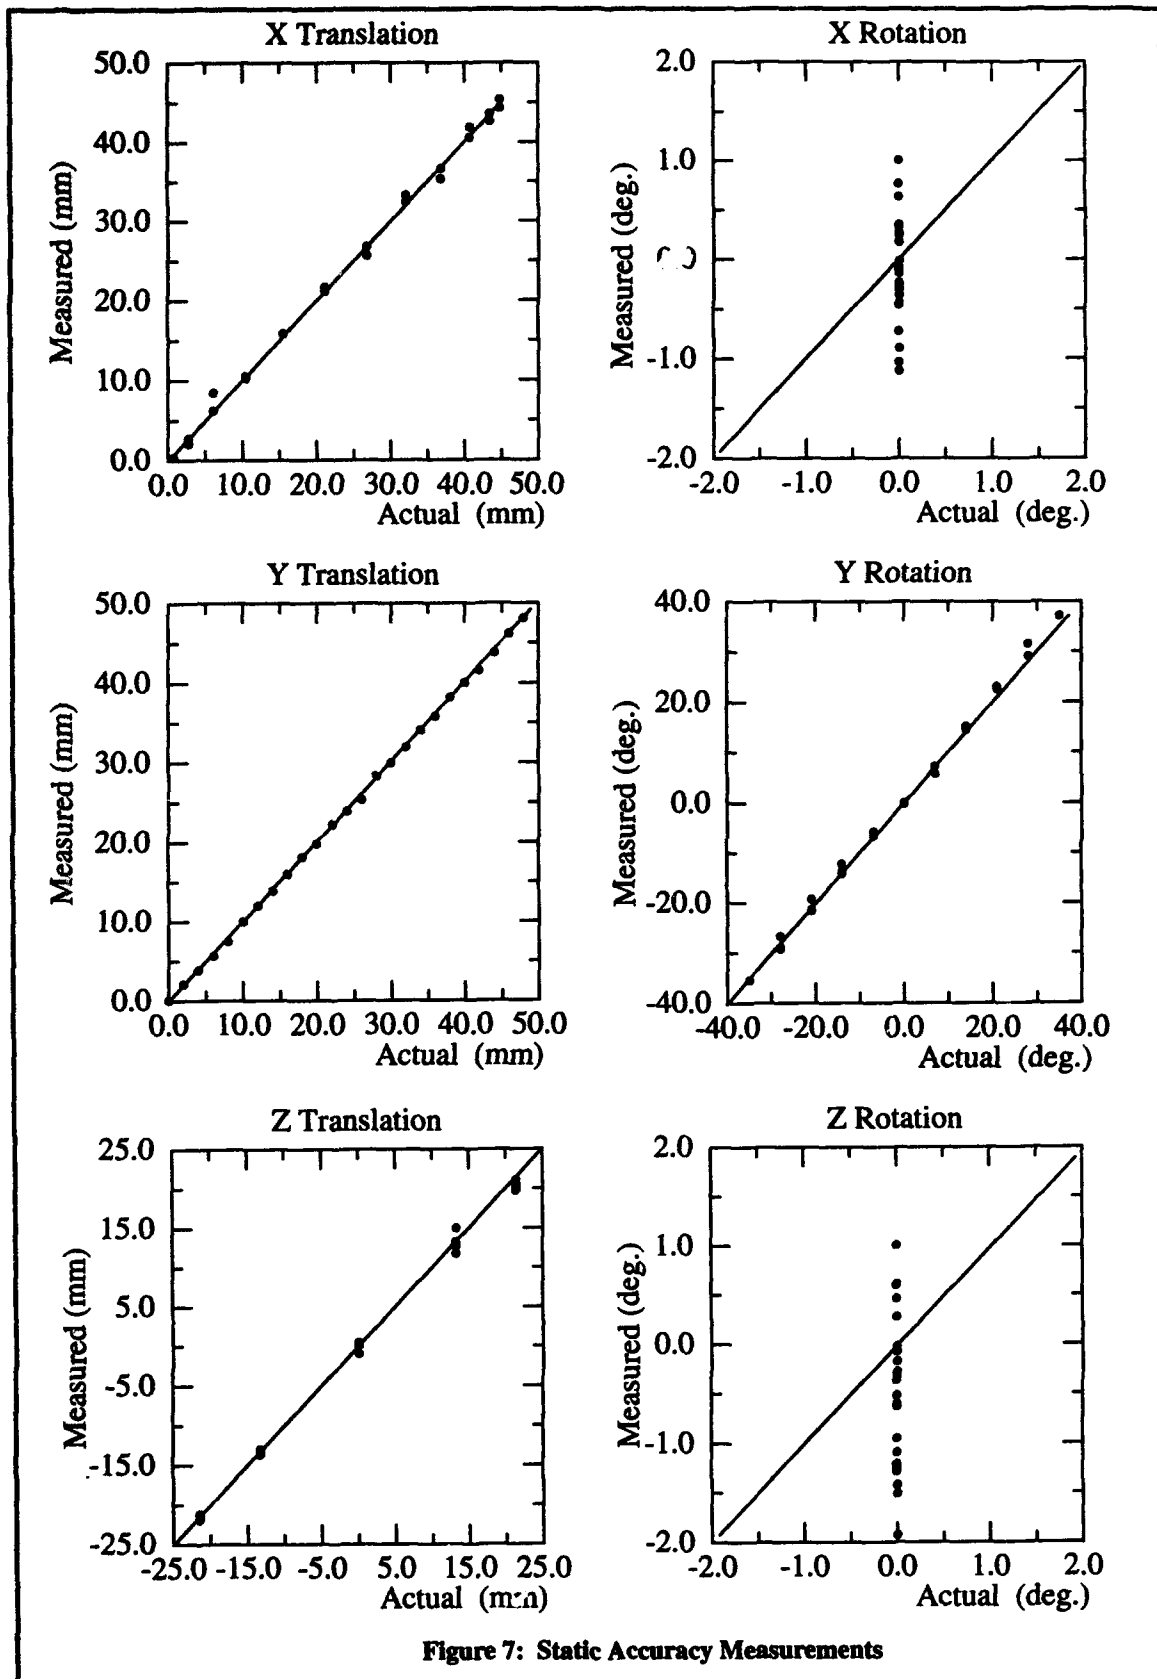 X Translation
50.0
40.0
30.0
20.0
10.0
0.0
Measured (mm)
0.0 10.0 20.0 30.0 40.0 50.0
Actual (mm)
X Rotation
2.0
1.0
-1.0
-2.0
Measured (deg.)
-2.0 -1.0 0.0 1.0 2.0
Actual (deg.)
Y Translation
50.0
40.0
30.0
20.0
10.0
0.0
Measured (mm)
0.0 10.0 20.0 30.0 40.0 50.0
Actual (mm)
Y Rotation
40.0
20.0
0.0
-20.0
-40.0
Measured (deg.)
-40.0 -20.0 0.0 20.0 40.0
Actual (deg.)
Z Translation
25.0
15.0
5.0
-5.0
-15.0
-25.0
Measured (mm)
-25.0 -15.0 -5.0 5.0 15.0 25.0
Actual (mm)
Z Rotation
2.0
1.0
0.0
-1.0
-2.0
Measured (deg.)
-2.0 -1.0 0.0 1.0 2.0
Actual (deg.)
Figure 7: Static Accuracy Measurements